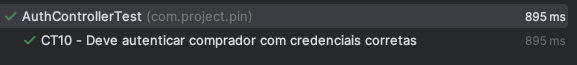 AuthControllerTest (com.project.pin) 895 ms
CT10 - Deve autenticar comprador com credenciais corretas 895 ms